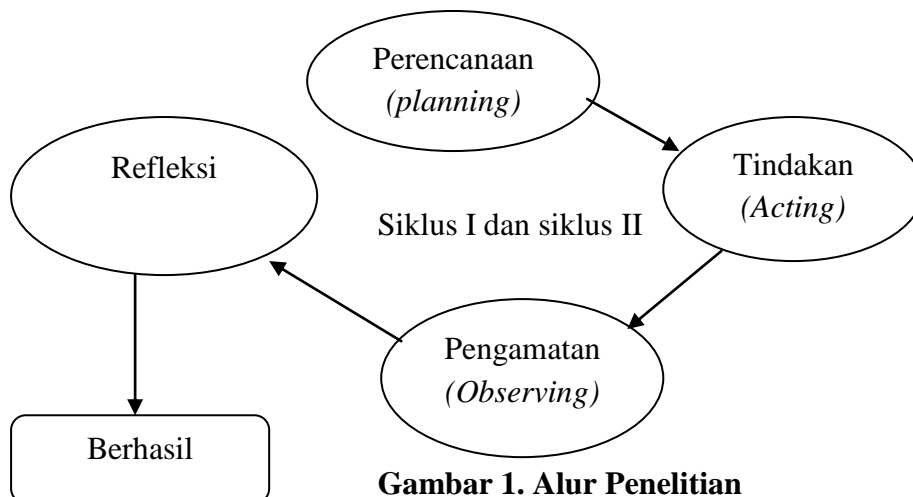 Perencanaan
(planning)
Refleksi
Tindakan
(Acting)
Siklus I dan siklus II
Pengamatan
(Observing)
Berhasil
Gambar 1. Alur Penelitian